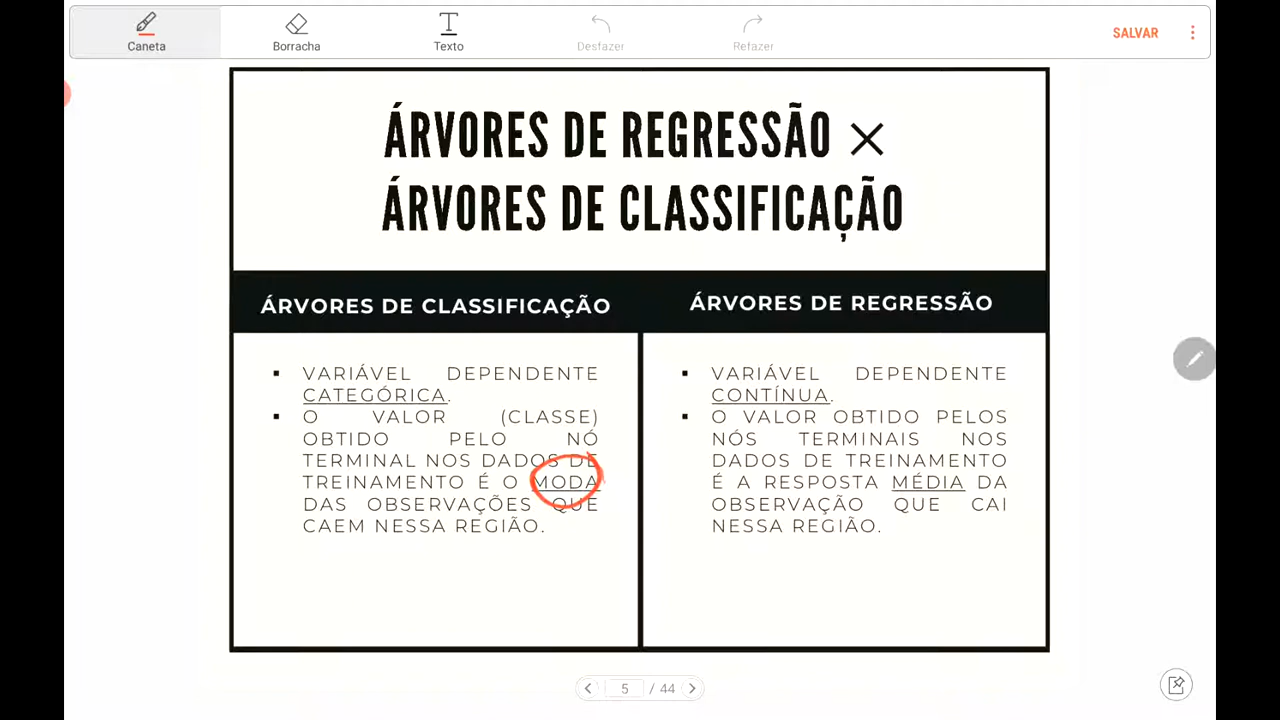 Caneta
Borracha
Texto
Desfazer
Refazer
SALVAR
ÁRVORES DE REGRESSÃO ×
ÁRVORES DE CLASSIFICAÇÃO
ÁRVORES DE CLASSIFICAÇÃO
▪ VARIÁVEL DEPENDENTE
CATEGÓRICA.
▪ O VALOR (CLASSE)
OBTIDO PELO NÓ
TERMINAL NOS DADOS DE
TREINAMENTO É O MODA
DAS OBSERVAÇÕES QUE
CAEM NESSA REGIÃO.
ÁRVORES DE REGRESSÃO
▪ VARIÁVEL DEPENDENTE
CONTÍNUA.
▪ O VALOR OBTIDO PELOS
NÓS TERMINAIS NOS
DADOS DE TREINAMENTO
É A RESPOSTA MÉDIA DA
OBSERVAÇÃO QUE CAI
NESSA REGIÃO.
5 / 44